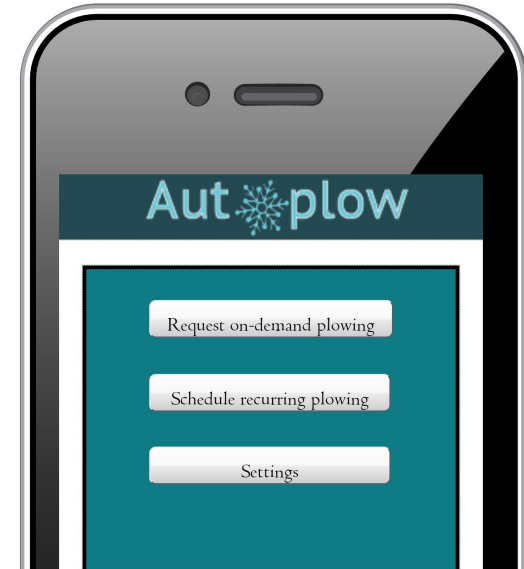 Aut plow
Request on-demand plowing
Schedule recurring plowing
Settings